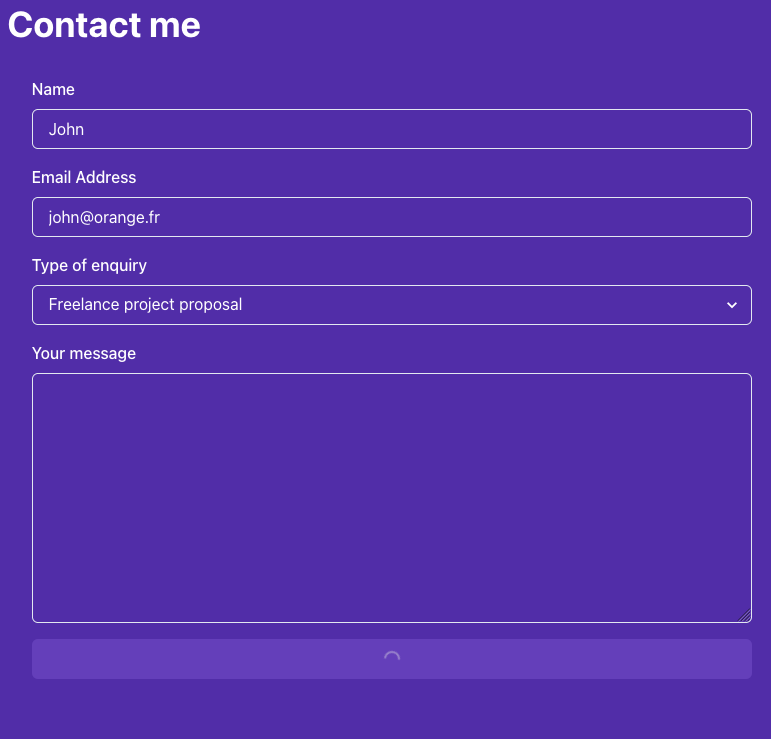 Contact me
Name
John
Email Address
john@orange.fr
Type of enquiry
Freelance project proposal
Your message